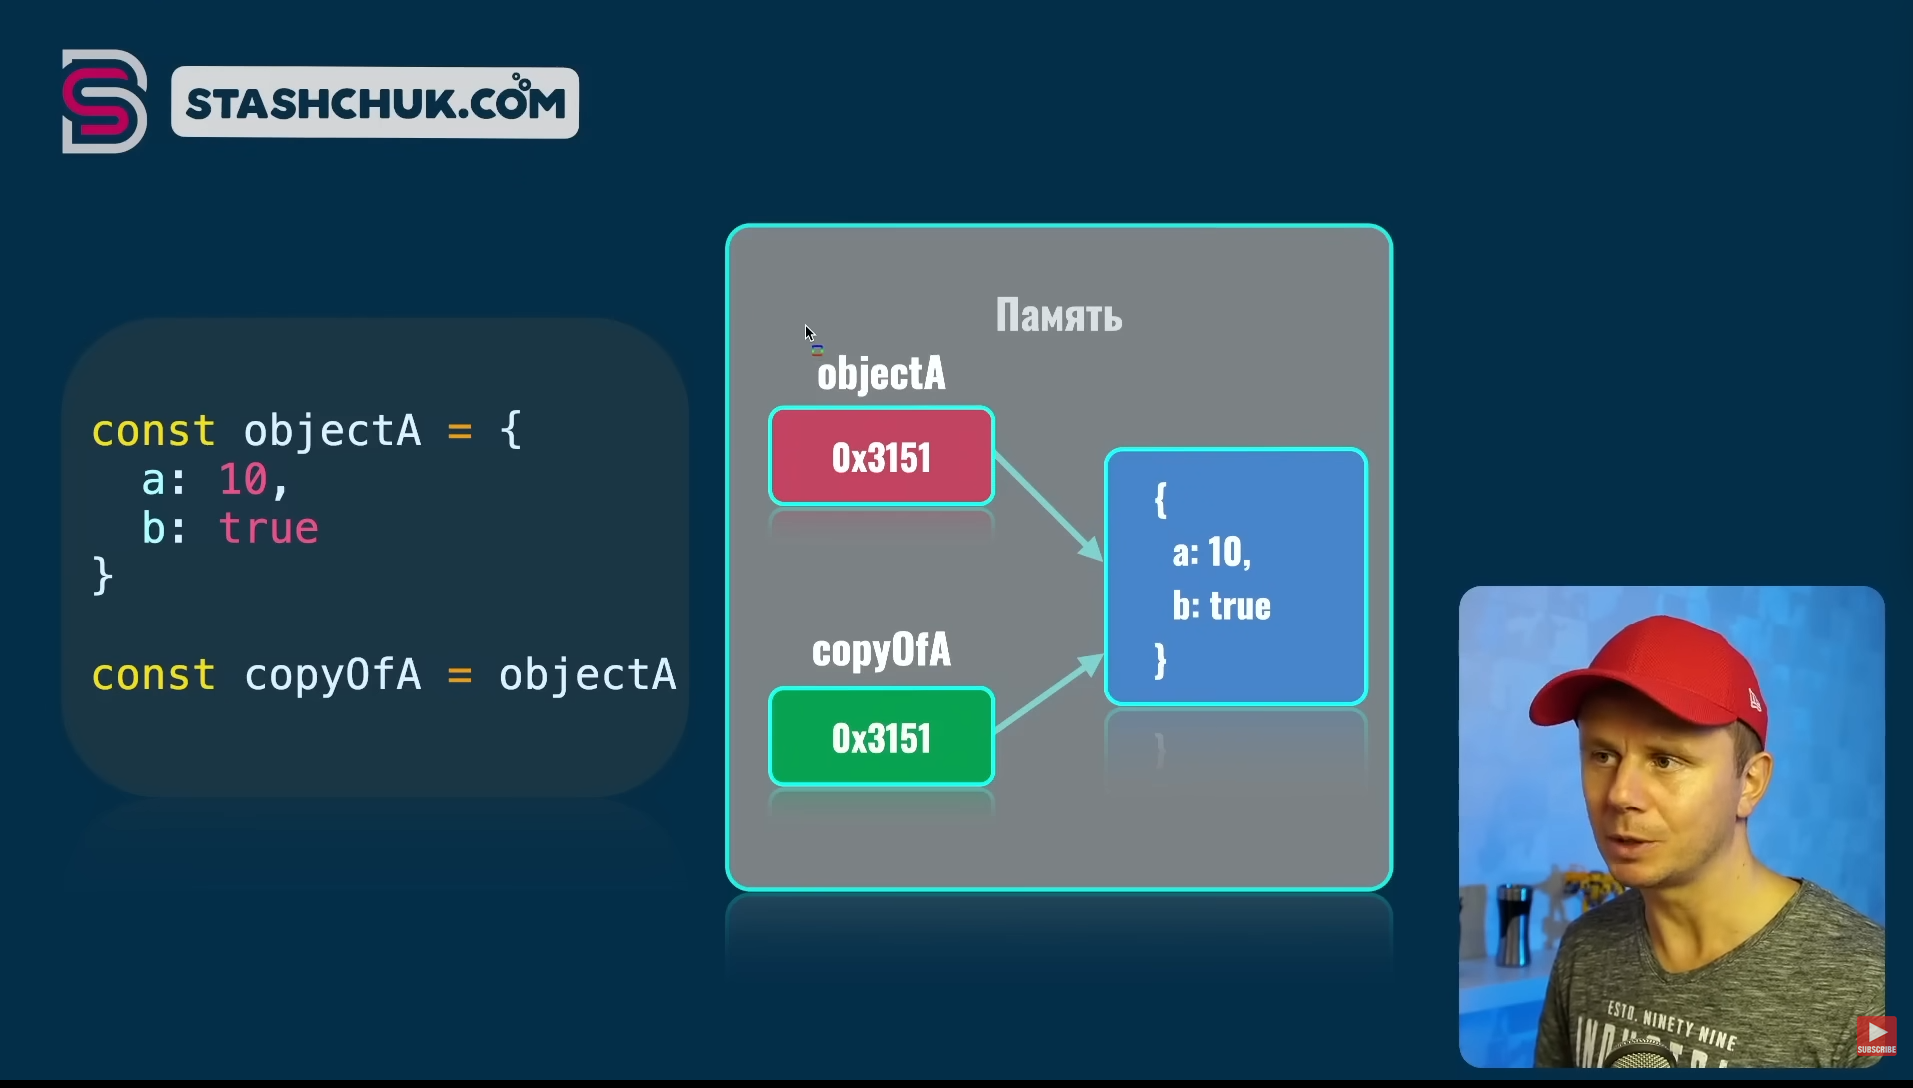 STASHCHUK.COM
const objectA = {
a: 10,
b: true
}
const copyOfA = objectA
Память
objectA
0x3151
copyOfA
0x3151
{
a: 10,
b: true
}
ESTD. NINETY NINE
SUBSCRIBE